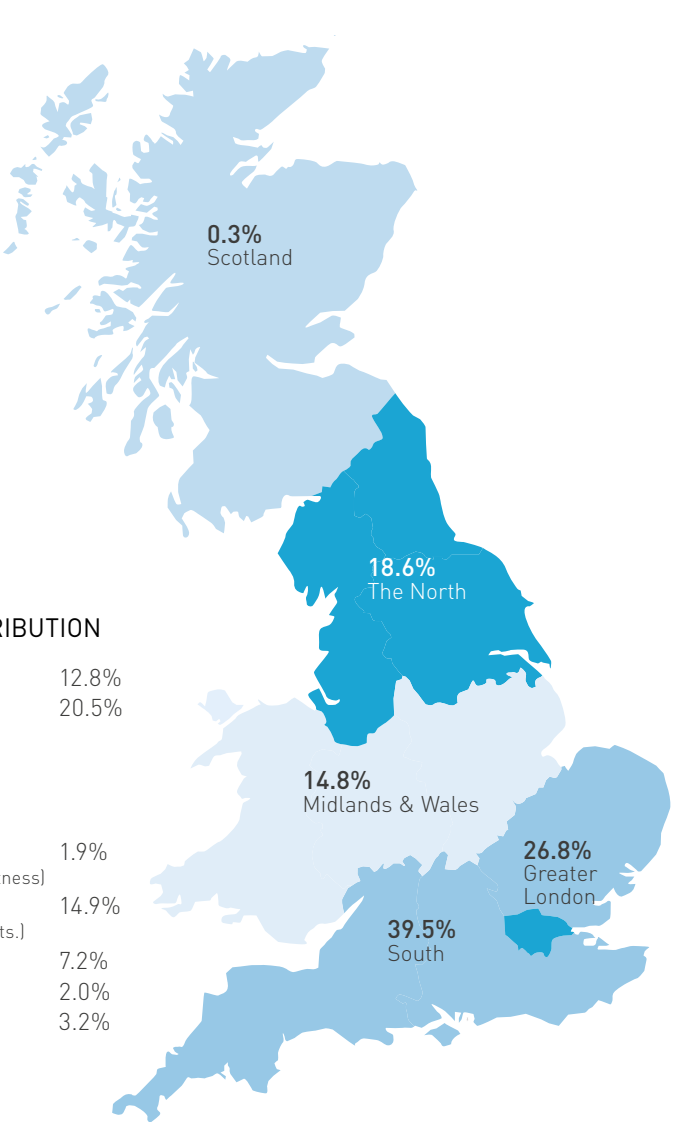 0.3%
Scotland
18.6%
The North
RIBUTION
12.8%
20.5%
14.8%
Midlands & Wales
1.9%
ness)
26.8%
Greater
London
14.9%
ts.)
39.5%
South
7.2%
2.0%
3.2%